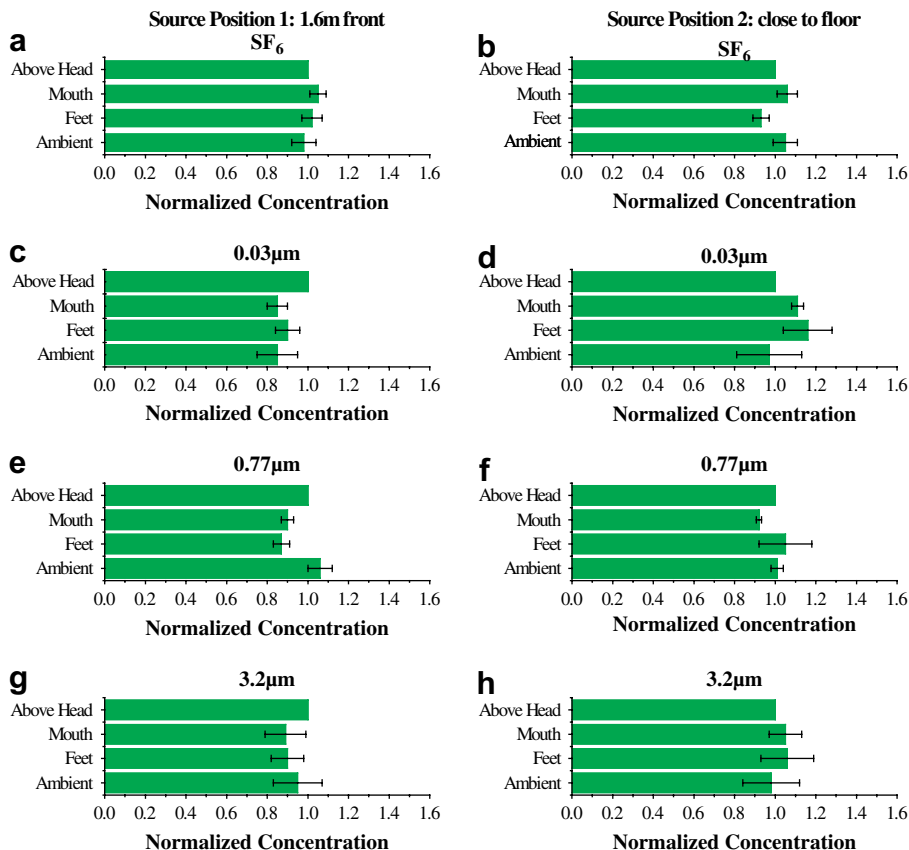 Source Position 1: 1.6m front
Source Position 2: close to floor
a
SF6
Above Head
Mouth
Feet
Ambient
0.0 0.2 0.4 0.6 0.8 1.0 1.2 1.4 1.6
Normalized Concentration
b
SF6
Above Head
Mouth
Feet
Ambient
0.0 0.2 0.4 0.6 0.8 1.0 1.2 1.4 1.6
Normalized Concentration
c
0.03μm
Above Head
Mouth
Feet
Ambient
0.0 0.2 0.4 0.6 0.8 1.0 1.2 1.4 1.6
Normalized Concentration
d
0.03μm
Above Head
Mouth
Feet
Ambient
0.0 0.2 0.4 0.6 0.8 1.0 1.2 1.4 1.6
Normalized Concentration
e
0.77μm
Above Head
Mouth
Feet
Ambient
0.0 0.2 0.4 0.6 0.8 1.0 1.2 1.4 1.6
Normalized Concentration
f
0.77μm
Above Head
Mouth
Feet
Ambient
0.0 0.2 0.4 0.6 0.8 1.0 1.2 1.4 1.6
Normalized Concentration
g
3.2μm
Above Head
Mouth
Feet
Ambient
0.0 0.2 0.4 0.6 0.8 1.0 1.2 1.4 1.6
Normalized Concentration
h
3.2μm
Above Head
Mouth
Feet
Ambient
0.0 0.2 0.4 0.6 0.8 1.0 1.2 1.4 1.6
Normalized Concentration